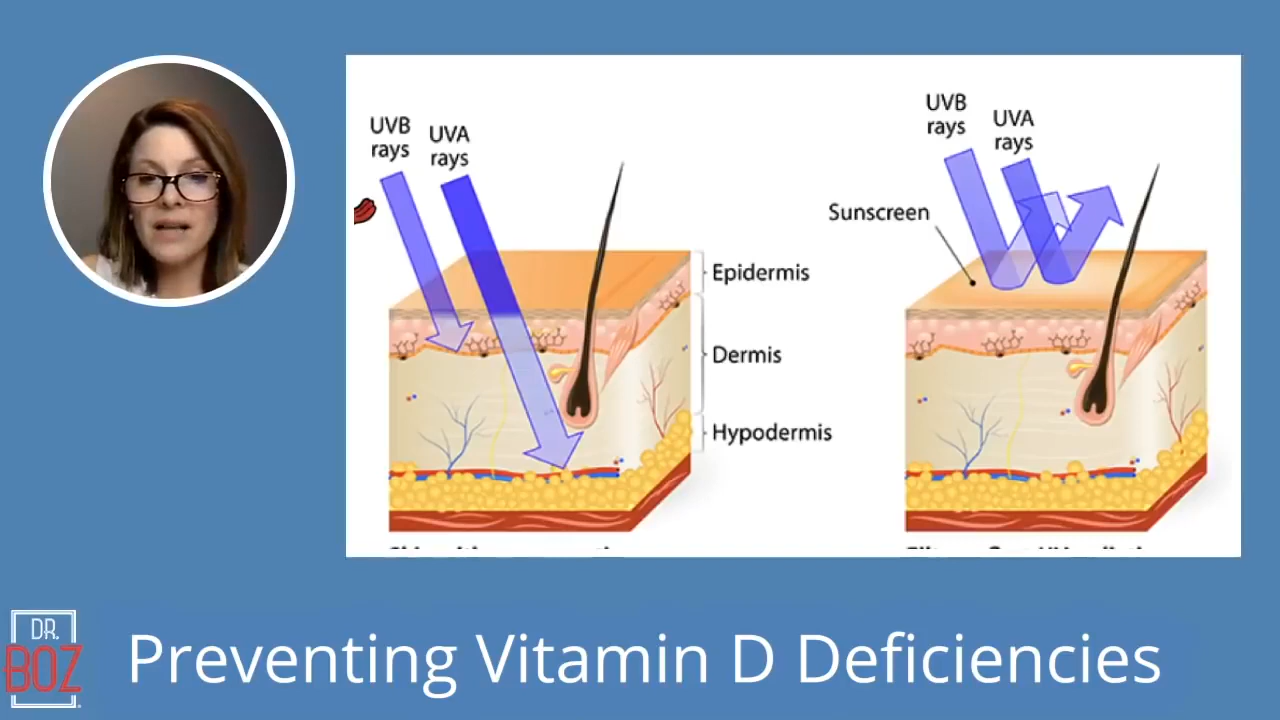 UVB
rays
UVA
rays
UVB
rays
UVA
rays
Sunscreen
Epidermis
Dermis
Hypodermis
DR.
BOZ
Preventing Vitamin D Deficiencies